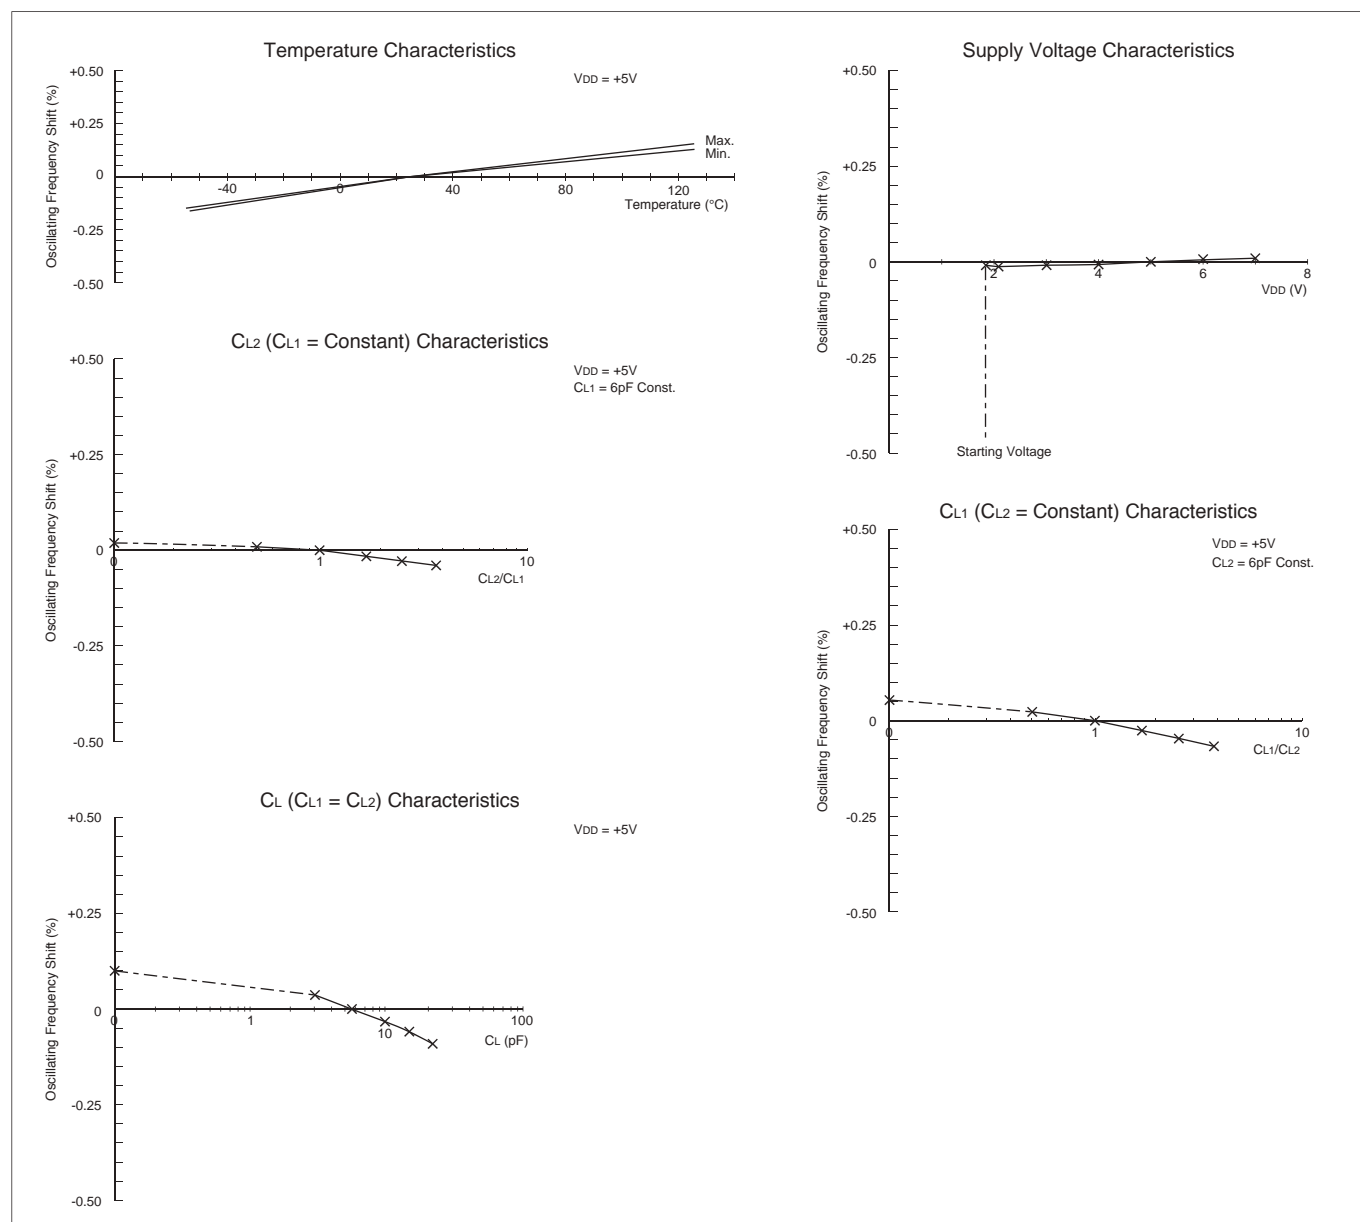 Temperature Characteristics
VDD = +5V
Oscillating Frequency Shift (%)
+0.50
+0.25
0
-0.25
-0.50
-40
0
40
80
120
Max.
Min.
Temperature (°C)
Supply Voltage Characteristics
Oscillating Frequency Shift (%)
+0.50
+0.25
0
-0.25
-0.50
2
4
6
8
VDD (V)
Starting Voltage
CL2 (CL1 = Constant) Characteristics
VDD = +5V
CL1 = 6pF Const.
Oscillating Frequency Shift (%)
+0.50
+0.25
0
-0.25
-0.50
0
1
10
CL2/CL1
CL1 (CL2 = Constant) Characteristics
VDD = +5V
CL2 = 6pF Const.
Oscillating Frequency Shift (%)
+0.50
+0.25
0
-0.25
-0.50
0
1
10
CL1/CL2
CL (CL1 = CL2) Characteristics
VDD = +5V
Oscillating Frequency Shift (%)
+0.50
+0.25
0
-0.25
-0.50
0
1
10
100
CL (pF)